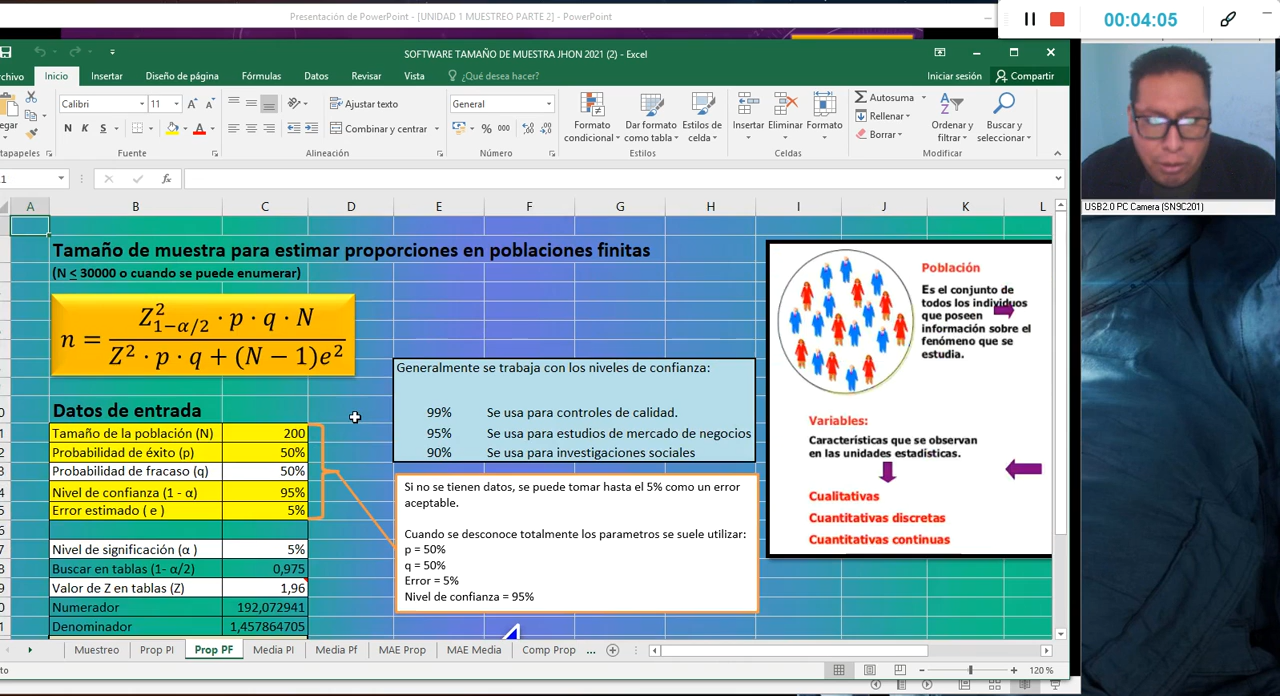 Presentación de PowerPoint - [UNIDAD 1 MUESTREO PARTE 2] - PowerPoint
00:04:05
SOFTWARE TAMAÑO DE MUESTRA JHON 2021 (2) - Excel
rchivo
Inicio
Insertar
Diseño de página
Fórmulas
Datos
Revisar
Vista
¿Qué desea hacer?
Iniciar sesión
Compartir
egar
Calibri
11
N K S
Ajustar texto
Combinar y centrar
General
% 000
Formato condicional
Dar formato como tabla
Estilos de celda
Insertar
Eliminar
Formato
Autosuma
Rellenar
Borrar
Ordenar y filtrar
Buscar y seleccionar
rtapapeles
Fuente
Alineación
Número
Estilos
Celdas
Modificar
USB2.0 PC Camera (SN9C201)
1
fx
A B C D E F G H I J K L
Tamaño de muestra para estimar proporciones en poblaciones finitas
(N ≤ 30000 o cuando se puede enumerar)
n = Z²₁₋α/₂ · p · q · N
Z² · p · q + (N − 1)e²
Datos de entrada
Tamaño de la población (N) 200
Probabilidad de éxito (p) 50%
Probabilidad de fracaso (q) 50%
Nivel de confianza (1 - α) 95%
Error estimado ( e ) 5%
Nivel de significación (α ) 5%
Buscar en tablas (1- α/2) 0,975
Valor de Z en tablas (Z) 1,96
Numerador 192,072941
Denominador 1,457864705
Generalmente se trabaja con los niveles de confianza:
99% Se usa para controles de calidad.
95% Se usa para estudios de mercado de negocios
90% Se usa para investigaciones sociales
Si no se tienen datos, se puede tomar hasta el 5% como un error
aceptable.
Cuando se desconoce totalmente los parametros se suele utilizar:
p = 50%
q = 50%
Error = 5%
Nivel de confianza = 95%
Población
Es el conjunto de
todos los individuos
que poseen
información sobre el
fenómeno que se
estudia.
Variables:
Características que se observan
en las unidades estadísticas.
Cualitativas
Cuantitativas discretas
Cuantitativas continuas
Muestreo
Prop PI
Prop PF
Media PI
Media Pf
MAE Prop
MAE Media
Comp Prop
...
to
120 %